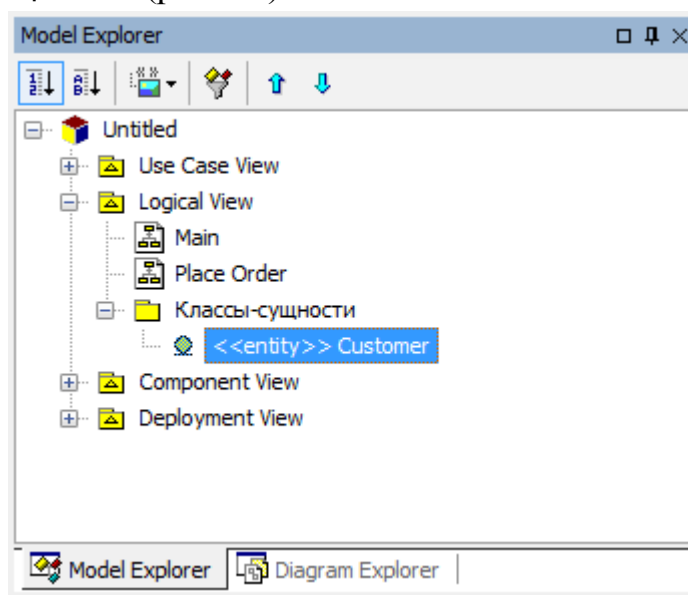 Model Explorer
Untitled
Use Case View
Logical View
Main
Place Order
Классы-сущности
<<entity>> Customer
Component View
Deployment View
Model Explorer Diagram Explorer